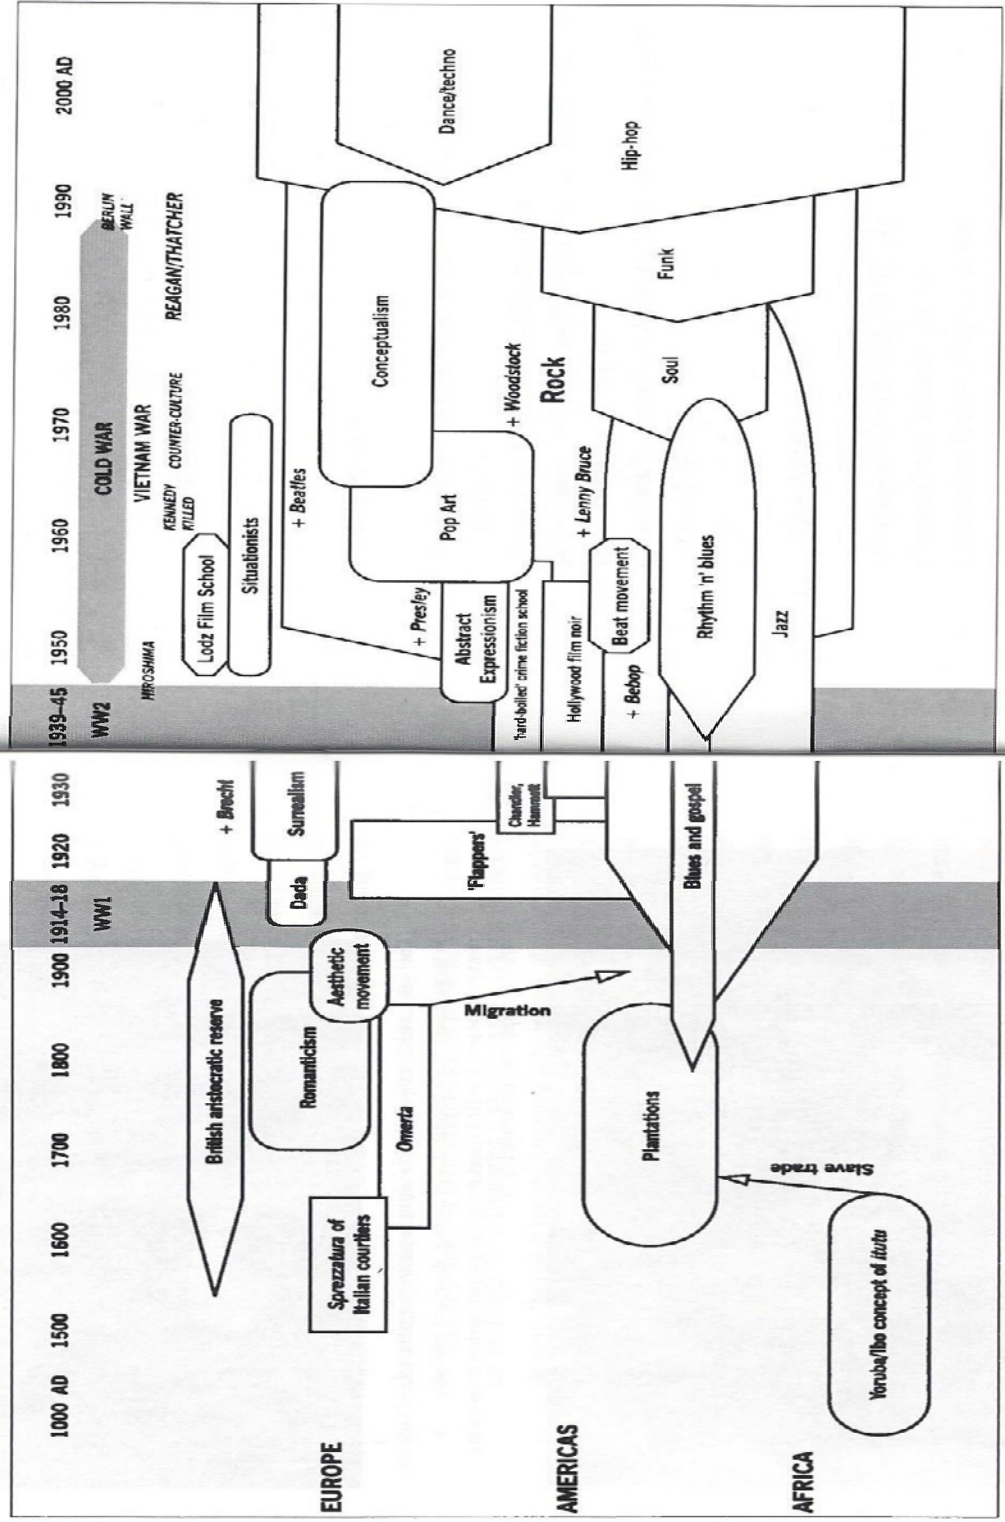 1000 AD
1500
1600
1700
1800
1900
1914–18
1920
1930
1939–45
1950
1960
1970
1980
1990
2000 AD
WW1
WW2
COLD WAR
BERLIN
WALL
HIROSHIMA
VIETNAM WAR
KENNEDY
KILLED
COUNTER-CULTURE
REAGAN/THATCHER
EUROPE
British aristocratic reserve
+ Brecht
Lodz Film School
Situationists
Romanticism
Dada
Surrealism
Sprezzatura of
Italian courtiers
Aesthetic
movement
Omerta
Migration
+ Beatles
Conceptualism
+ Presley
Pop Art
Abstract
Expressionism
Dance/techno
'Flappers'
Chandler,
Hammett
'hard-boiled' crime fiction school
+ Woodstock
Rock
AMERICAS
Hollywood film noir
+ Lenny Bruce
Beat movement
+ Bebop
Hip-hop
Plantations
Blues and gospel
Rhythm 'n' blues
Soul
Funk
Jazz
Slave trade
AFRICA
Yoruba/Ibo concept of itutu